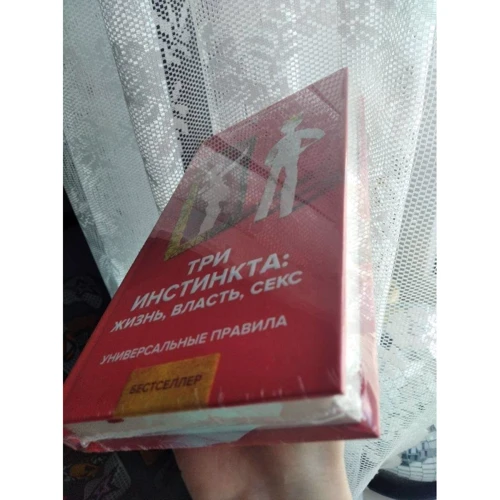 ТРИ
ИНСТИНКТА:
ЖИЗНЬ, ВЛАСТЬ, СЕКС
УНИВЕРСАЛЬНЫЕ ПРАВИЛА
БЕСТСЕЛЛЕР